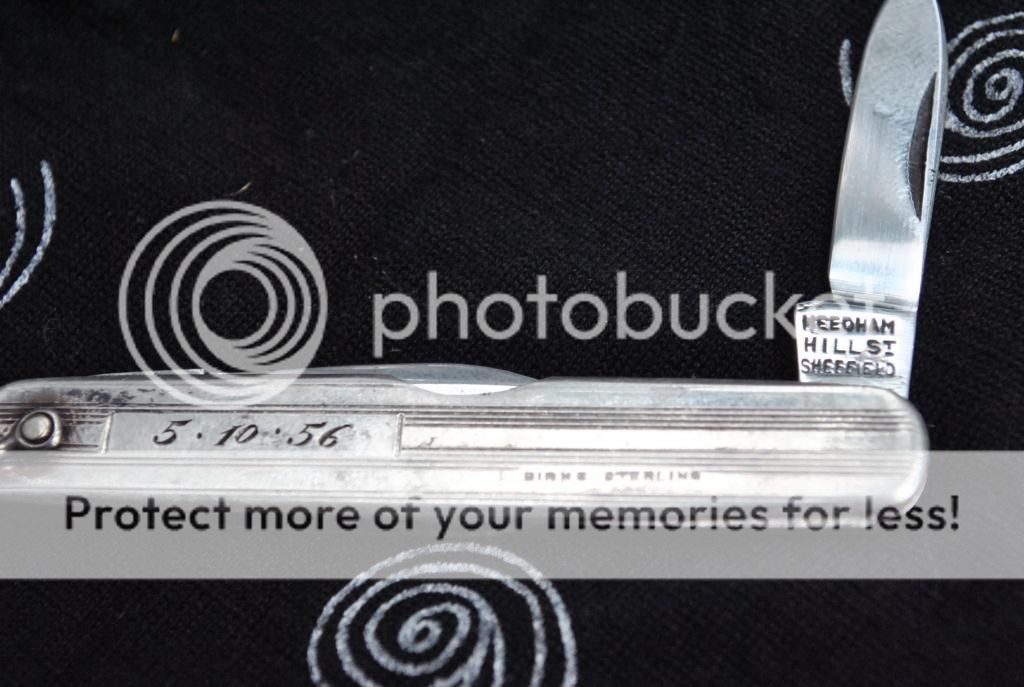 photobucket
NEEDHAM
HILL ST
SHEFFIELD
5·10·56
BIRKS STERLING
Protect more of your memories for less!